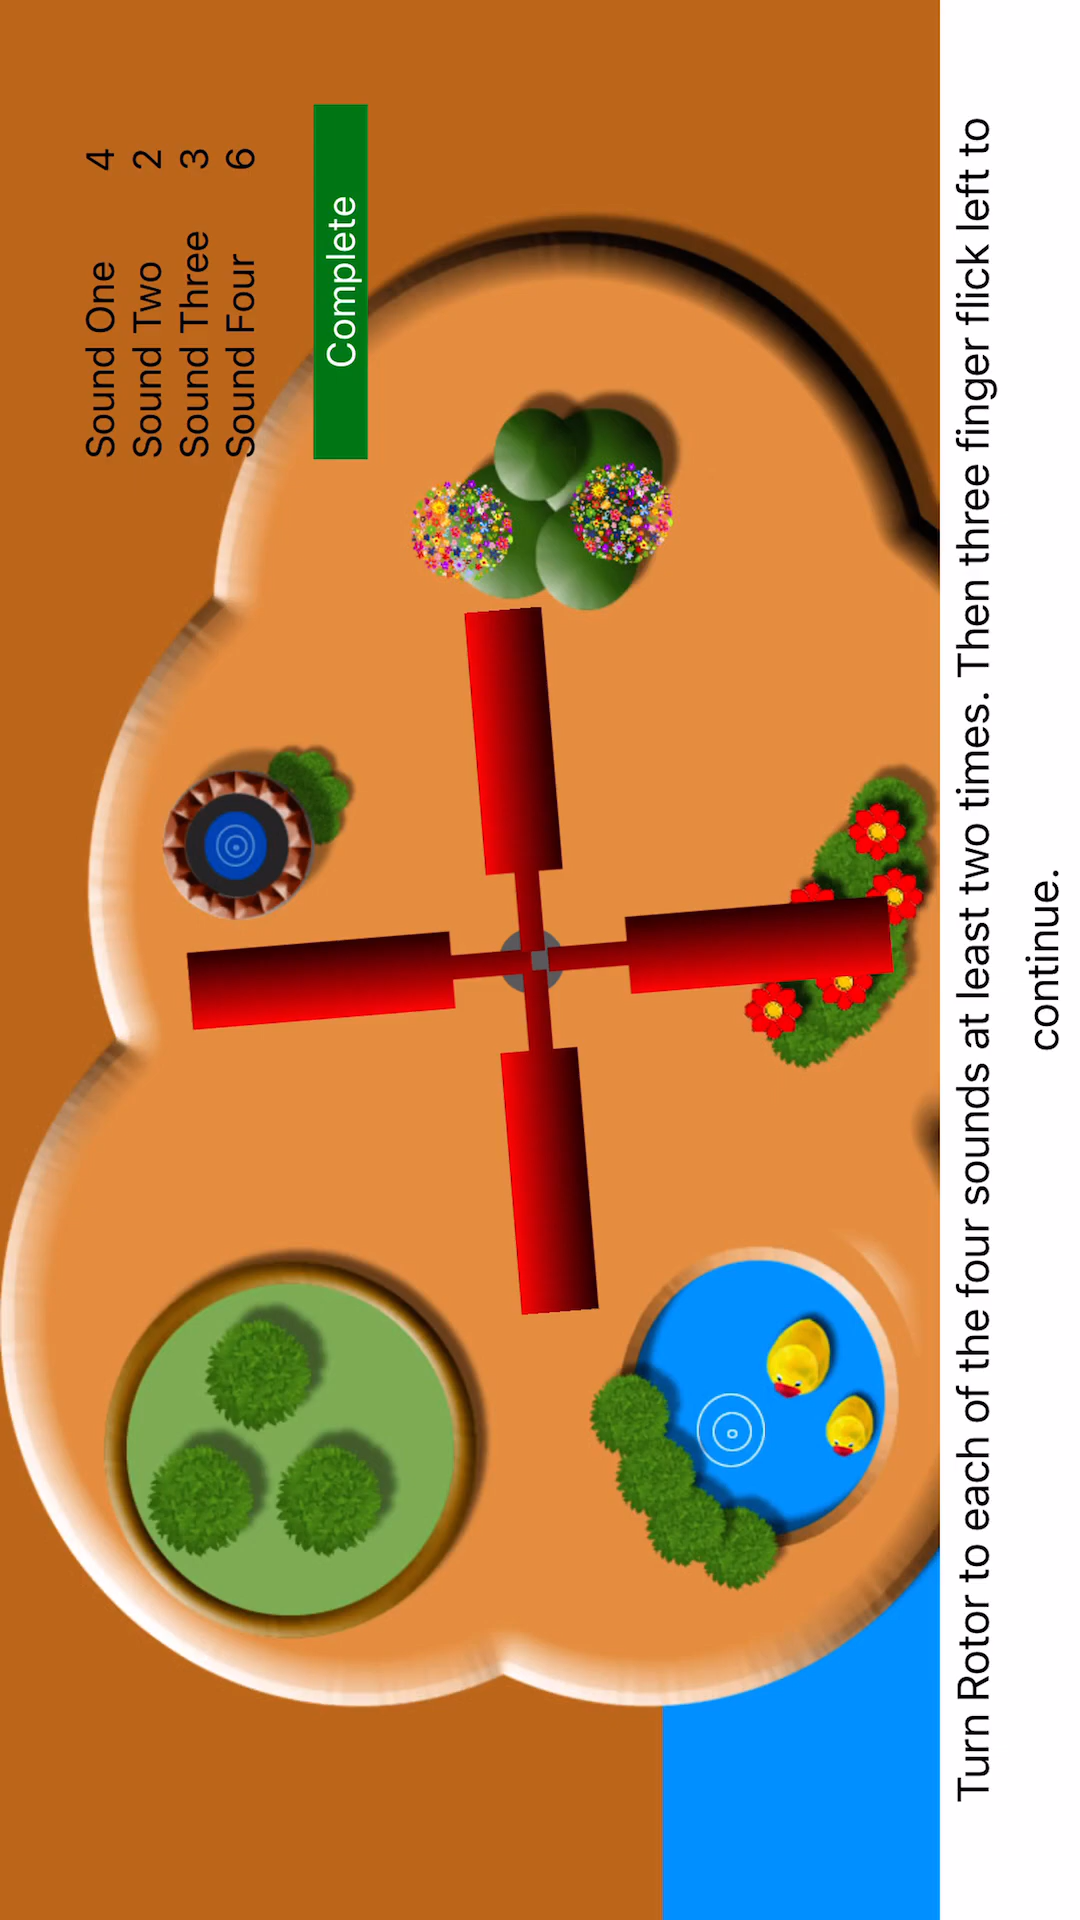 Sound One 4
Sound Two 2
Sound Three 3
Sound Four 6
Complete
Turn Rotor to each of the four sounds at least two times. Then three finger flick left to
continue.